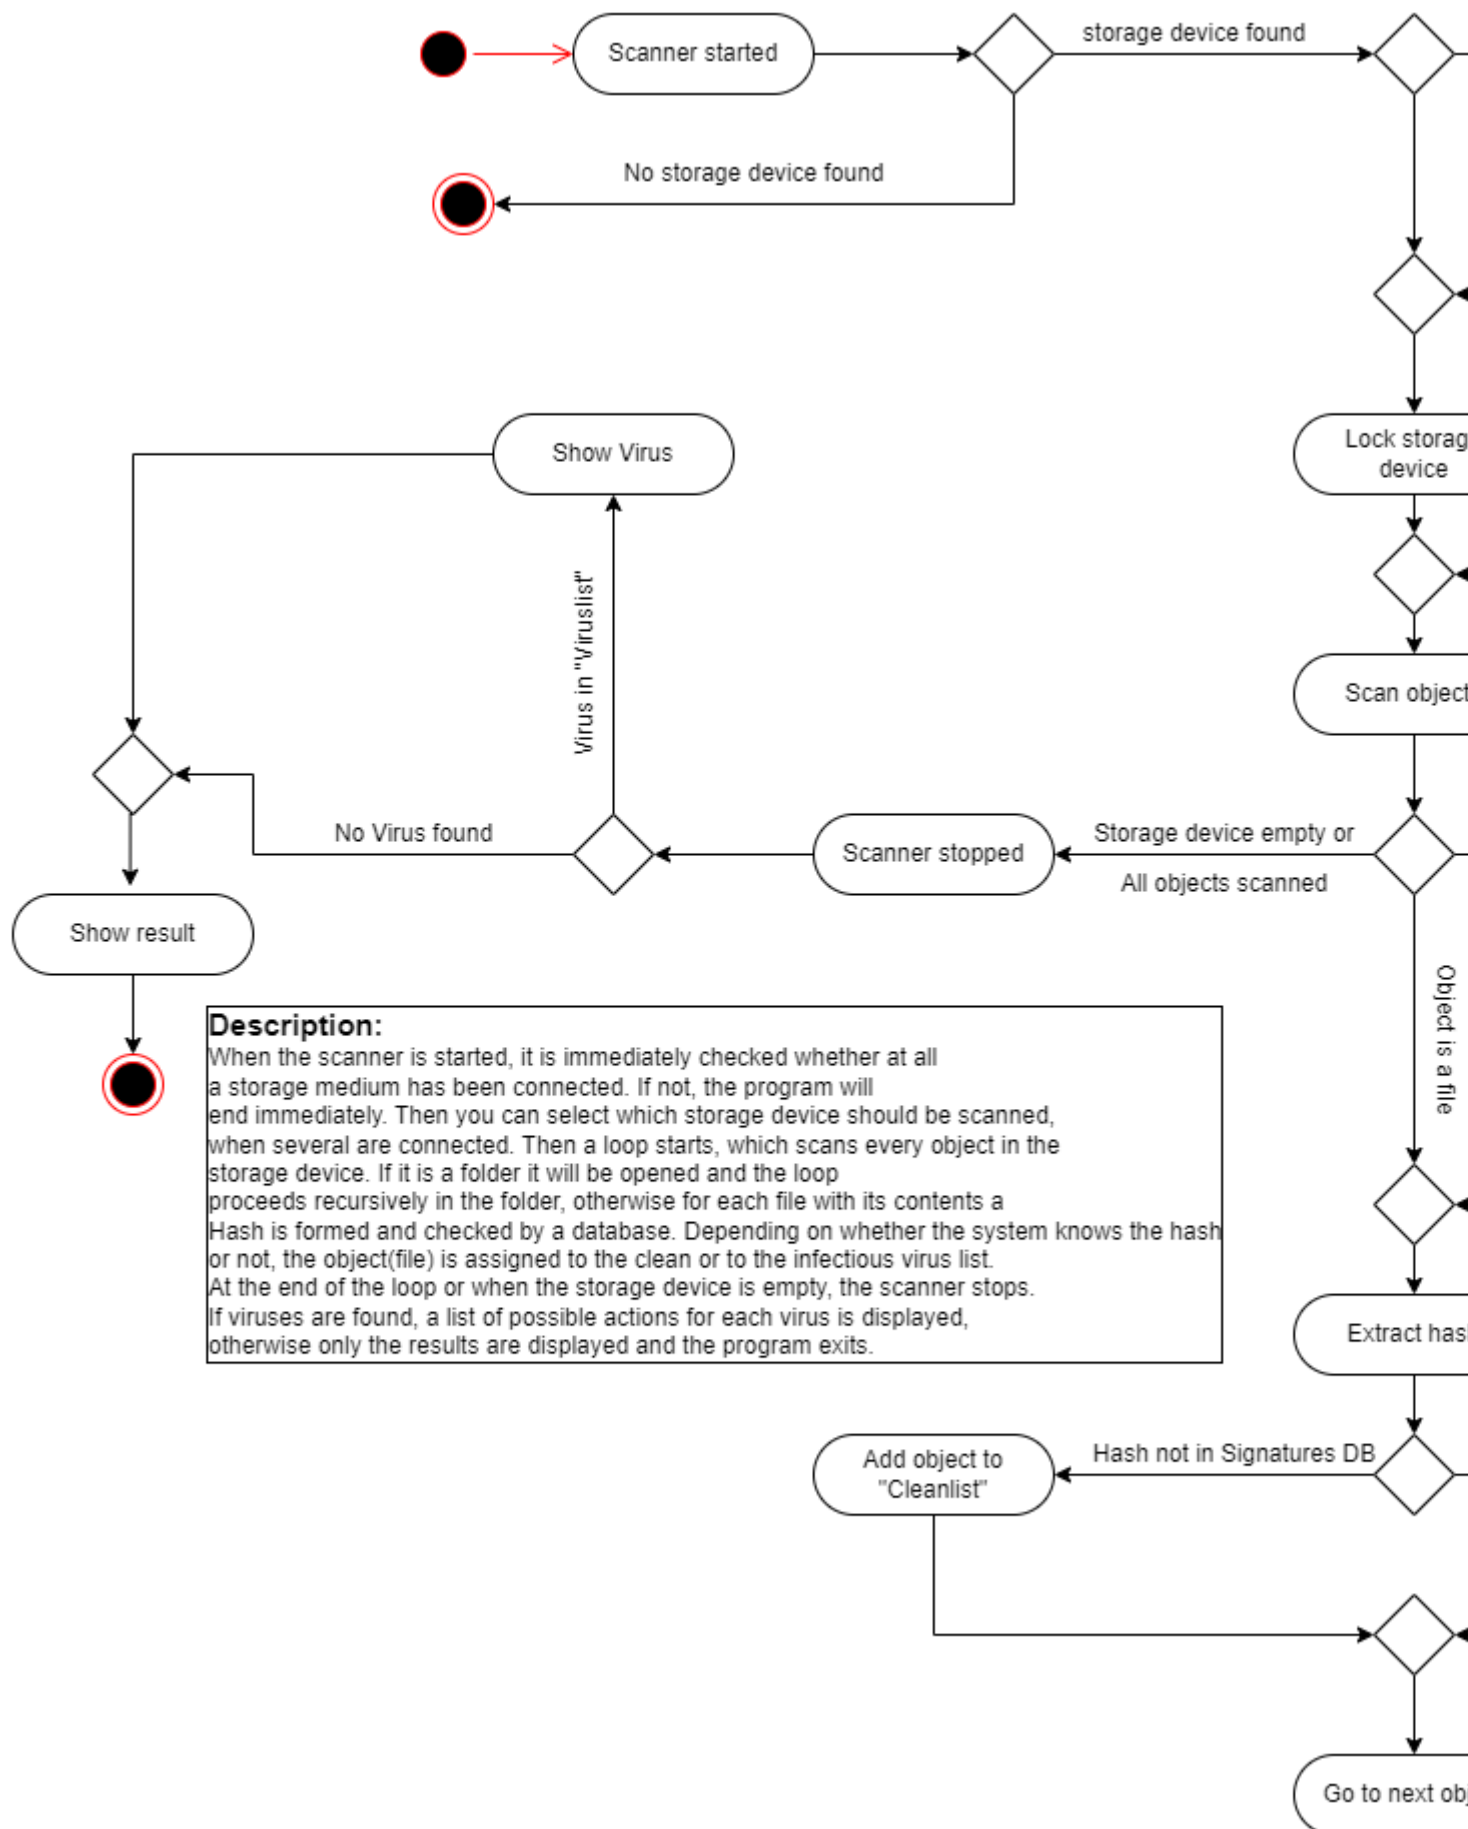 Scanner started
storage device found
No storage device found
Lock storag
device
Show Virus
Virus in "Viruslist"
Scan object
No Virus found
Scanner stopped
Storage device empty or
All objects scanned
Show result
Object is a file
Description:
When the scanner is started, it is immediately checked whether at all
a storage medium has been connected. If not, the program will
end immediately. Then you can select which storage device should be scanned,
when several are connected. Then a loop starts, which scans every object in the
storage device. If it is a folder it will be opened and the loop
proceeds recursively in the folder, otherwise for each file with its contents a
Hash is formed and checked by a database. Depending on whether the system knows the hash
or not, the object(file) is assigned to the clean or to the infectious virus list.
At the end of the loop or when the storage device is empty, the scanner stops.
If viruses are found, a list of possible actions for each virus is displayed,
otherwise only the results are displayed and the program exits.
Extract has
Add object to
"Cleanlist"
Hash not in Signatures DB
Go to next ob